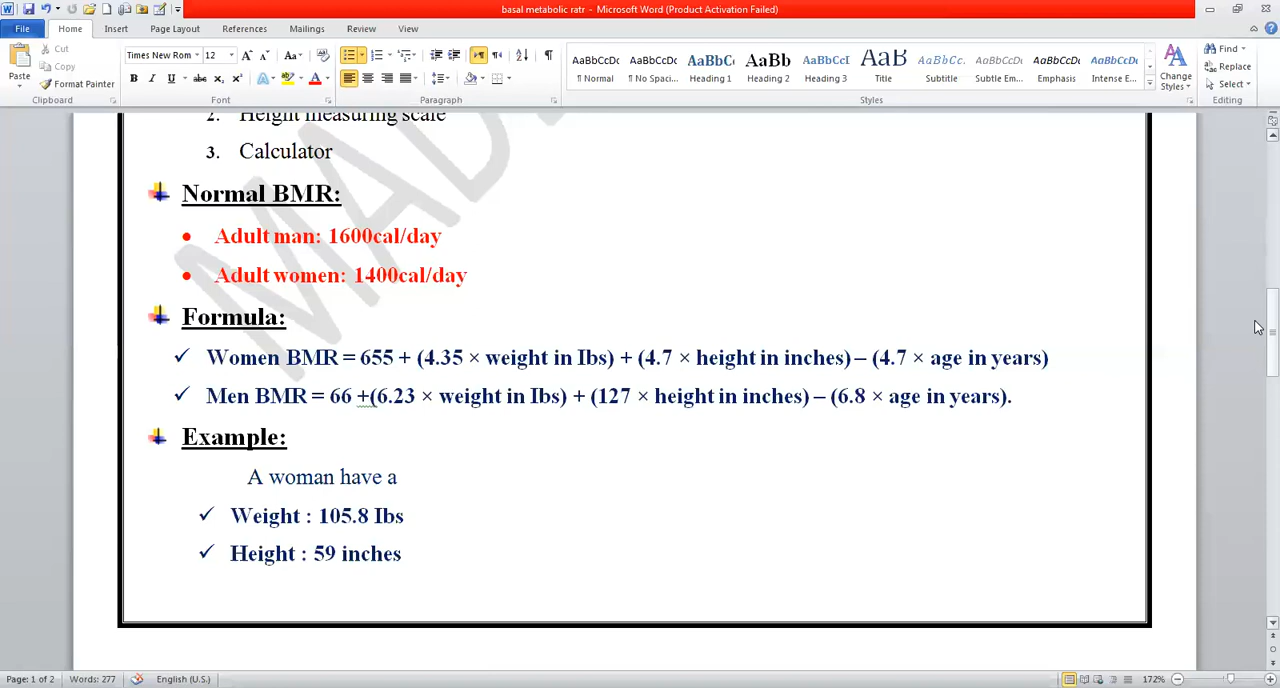 basal metabolic ratr - Microsoft Word (Product Activation Failed)
File Home Insert Page Layout References Mailings Review View
Cut
Copy
Format Painter
Paste
Clipboard
Times New Rom 12
Font
Paragraph
AaBbCcDc AaBbCcDc AaBbC( AaBb AaBbCcI AaB AaBbCc. AaBbCcDc AaBbCcDc AaBbCcDc
¶ Normal ¶ No Spaci... Heading 1 Heading 2 Heading 3 Title Subtitle Subtle Em... Emphasis Intense E...
Styles
Change Styles
Find
Replace
Select
Editing
2. Height measuring scale
3. Calculator
Normal BMR:
• Adult man: 1600cal/day
• Adult women: 1400cal/day
Formula:
✓ Women BMR = 655 + (4.35 × weight in Ibs) + (4.7 × height in inches) – (4.7 × age in years)
✓ Men BMR = 66 +(6.23 × weight in Ibs) + (127 × height in inches) – (6.8 × age in years).
Example:
A woman have a
✓ Weight : 105.8 Ibs
✓ Height : 59 inches
Page: 1 of 2 Words: 277 English (U.S.) 172%